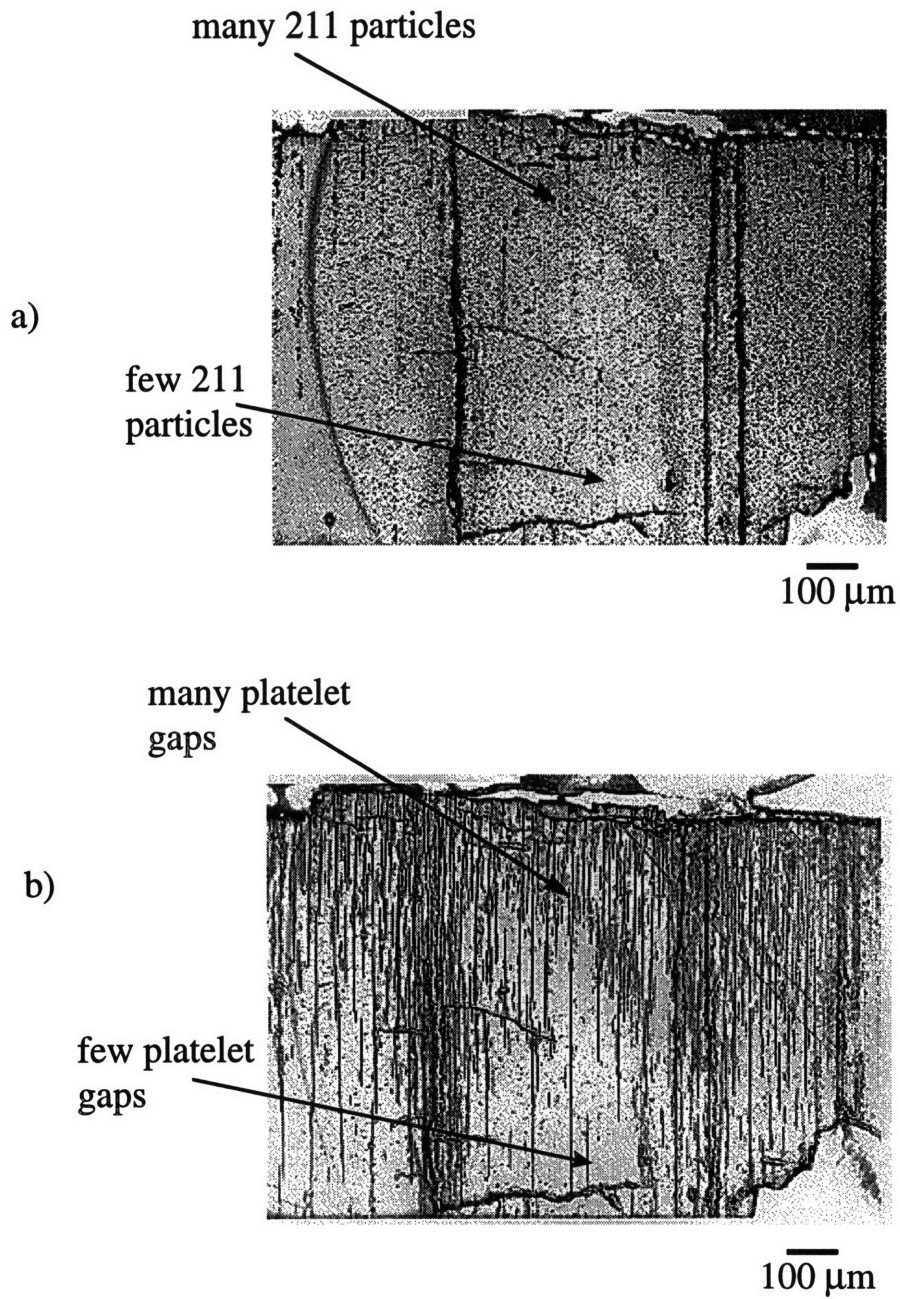 many 211 particles
a)
few 211
particles
100 μm
many platelet
gaps
b)
few platelet
gaps
100 μm